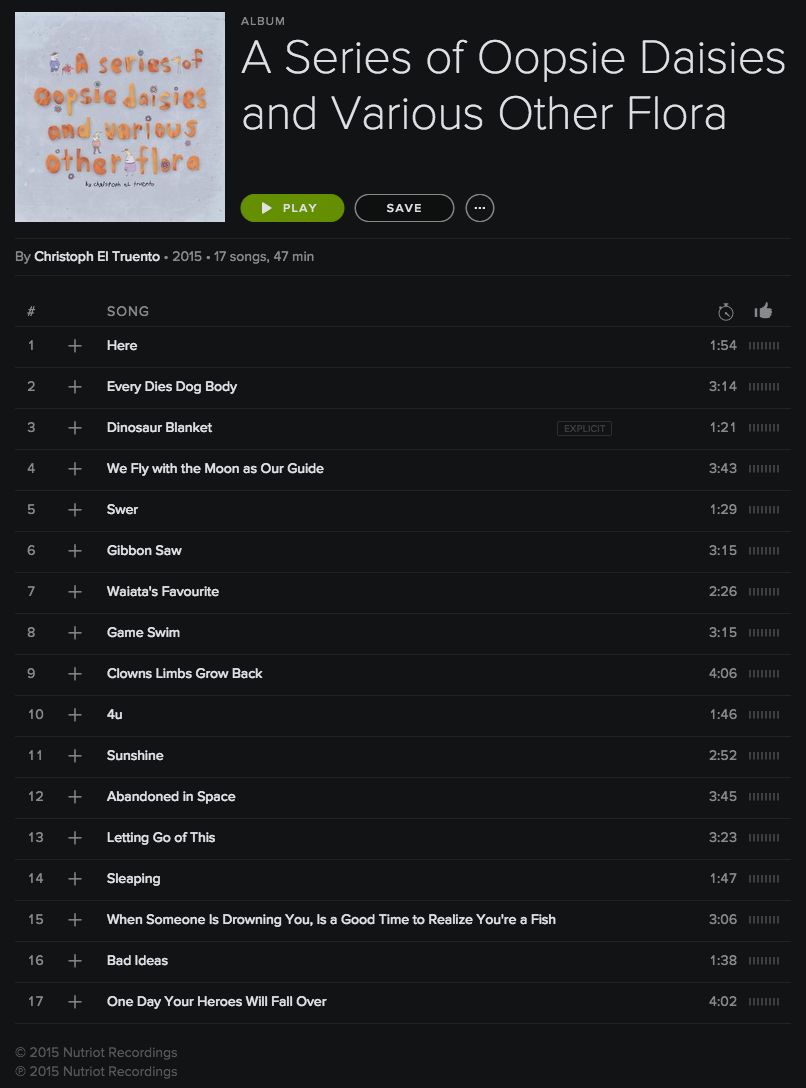 A series of
oopsie daisies
and various
other flora
by christoph el truento
ALBUM
A Series of Oopsie Daisies
and Various Other Flora
PLAY SAVE ...
By Christoph El Truento • 2015 • 17 songs, 47 min
# SONG
1 + Here 1:54
2 + Every Dies Dog Body 3:14
3 + Dinosaur Blanket EXPLICIT 1:21
4 + We Fly with the Moon as Our Guide 3:43
5 + Swer 1:29
6 + Gibbon Saw 3:15
7 + Waiata's Favourite 2:26
8 + Game Swim 3:15
9 + Clowns Limbs Grow Back 4:06
10 + 4u 1:46
11 + Sunshine 2:52
12 + Abandoned in Space 3:45
13 + Letting Go of This 3:23
14 + Sleaping 1:47
15 + When Someone Is Drowning You, Is a Good Time to Realize You're a Fish 3:06
16 + Bad Ideas 1:38
17 + One Day Your Heroes Will Fall Over 4:02
© 2015 Nutriot Recordings
℗ 2015 Nutriot Recordings